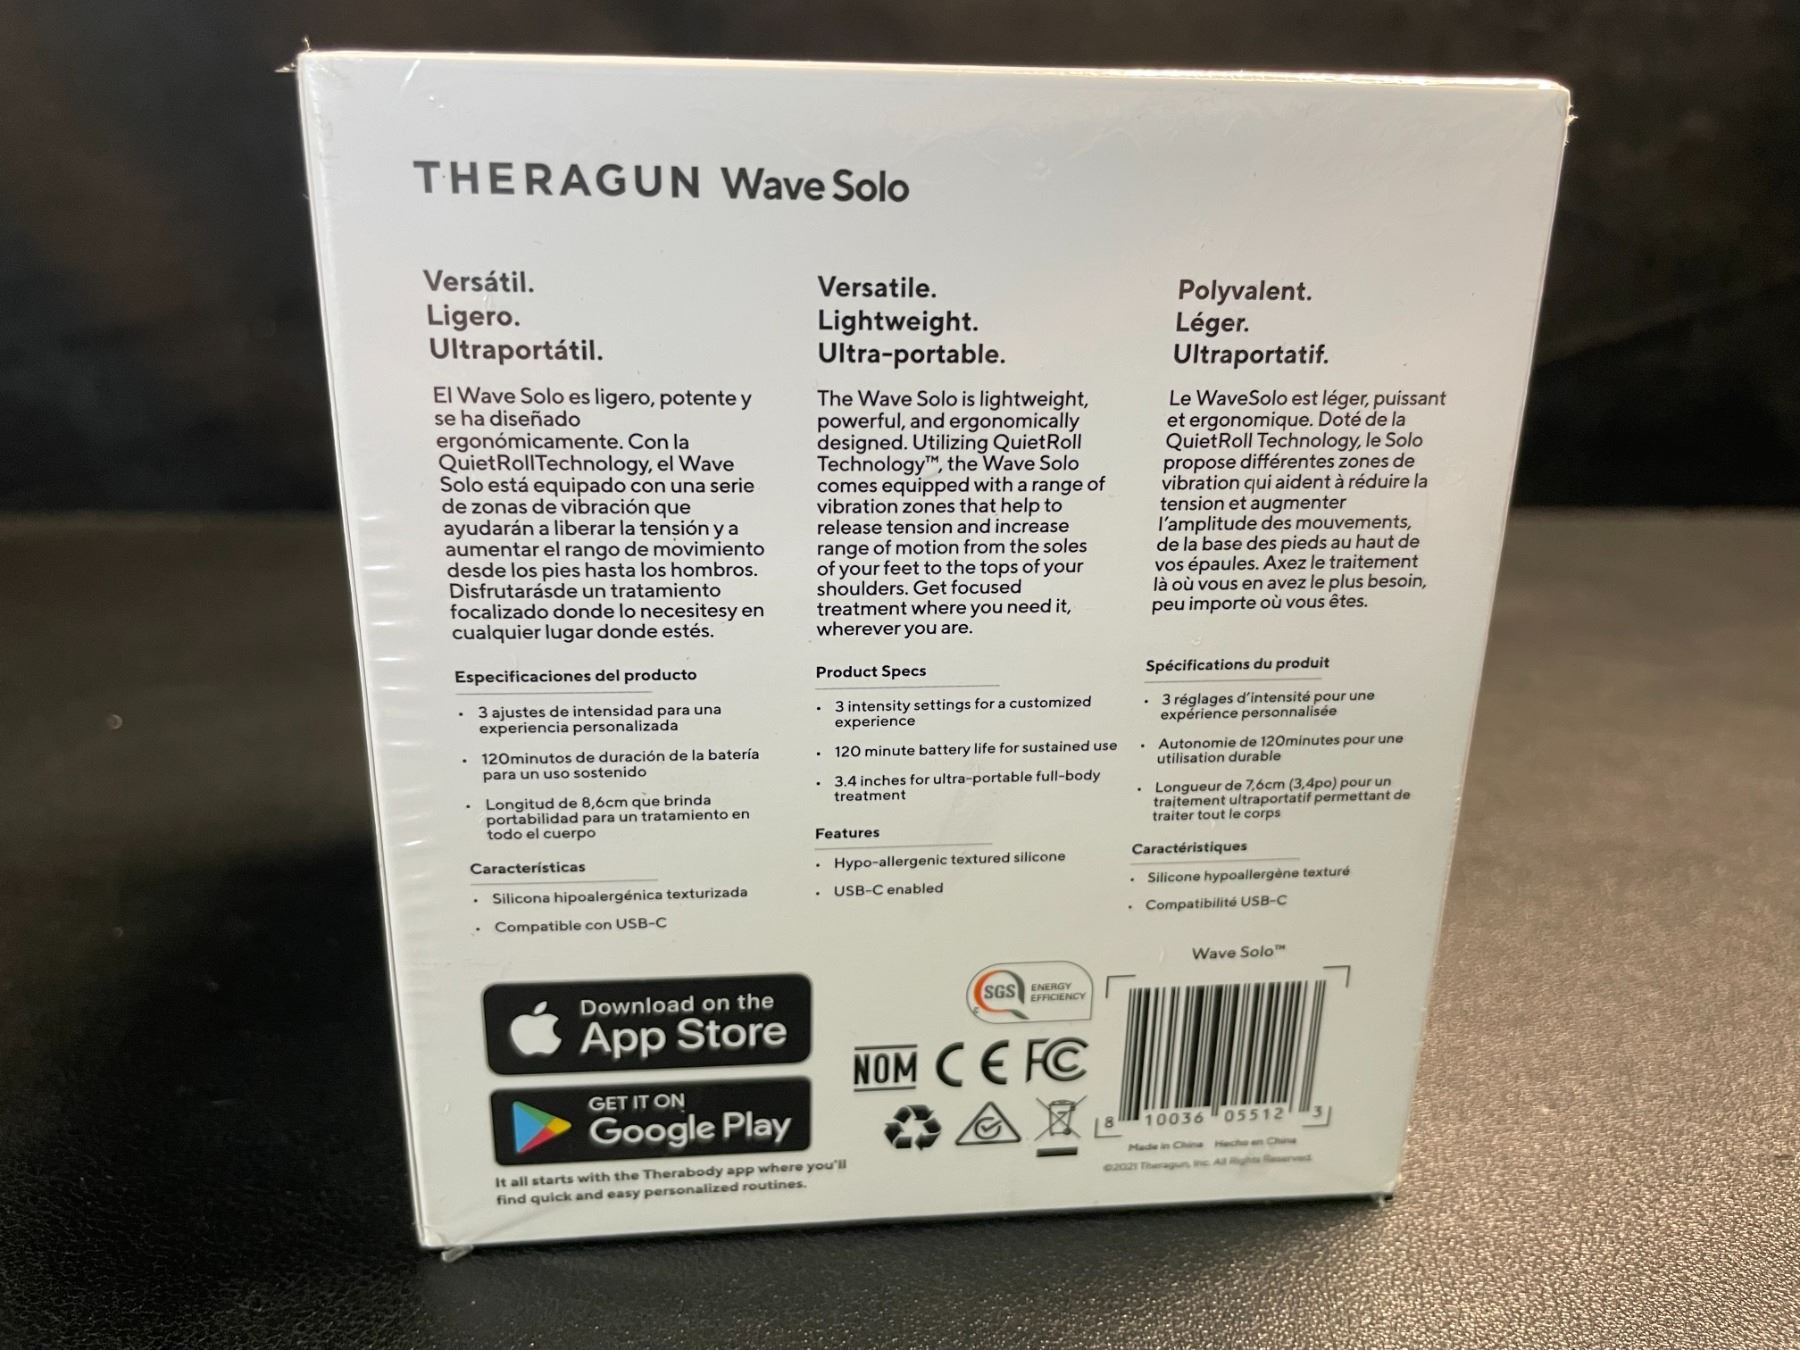 THERAGUN Wave Solo
Versátil.
Ligero.
Ultraportátil.
El Wave Solo es ligero, potente y
se ha diseñado
ergonómicamente. Con la
QuietRollTechnology, el Wave
Solo está equipado con una serie
de zonas de vibración que
ayudarán a liberar la tensión y a
aumentar el rango de movimiento
desde los pies hasta los hombros.
Disfrutarásde un tratamiento
focalizado donde lo necesitesy en
cualquier lugar donde estés.
Especificaciones del producto
• 3 ajustes de intensidad para una
experiencia personalizada
• 120minutos de duración de la batería
para un uso sostenido
• Longitud de 8,6cm que brinda
portabilidad para un tratamiento en
todo el cuerpo
Características
• Silicona hipoalergénica texturizada
• Compatible con USB-C
Versatile.
Lightweight.
Ultra-portable.
The Wave Solo is lightweight,
powerful, and ergonomically
designed. Utilizing QuietRoll
Technology™, the Wave Solo
comes equipped with a range of
vibration zones that help to
release tension and increase
range of motion from the soles
of your feet to the tops of your
shoulders. Get focused
treatment where you need it,
wherever you are.
Product Specs
• 3 intensity settings for a customized
experience
• 120 minute battery life for sustained use
• 3.4 inches for ultra-portable full-body
treatment
Features
• Hypo-allergenic textured silicone
• USB-C enabled
Polyvalent.
Léger.
Ultraportatif.
Le WaveSolo est léger, puissant
et ergonomique. Doté de la
QuietRoll Technology, le Solo
propose différentes zones de
vibration qui aident à réduire la
tension et augmenter
l'amplitude des mouvements,
de la base des pieds au haut de
vos épaules. Axez le traitement
là où vous en avez le plus besoin,
peu importe où vous êtes.
Spécifications du produit
• 3 réglages d'intensité pour une
expérience personnalisée
• Autonomie de 120minutes pour une
utilisation durable
• Longueur de 7,6cm (3,4po) pour un
traitement ultraportatif permettant de
traiter tout le corps
Caractéristiques
• Silicone hypoallergène texturé
• Compatibilité USB-C
Download on the
App Store
GET IT ON
Google Play
It all starts with the Therabody app where you'll
find quick and easy personalized routines.
SGS
ENERGY
EFFICIENCY
NOM CE FC
Wave Solo™
8 10036 05512 3
Made in China Hecho en China
©2021 Theragun, Inc. All Rights Reserved.